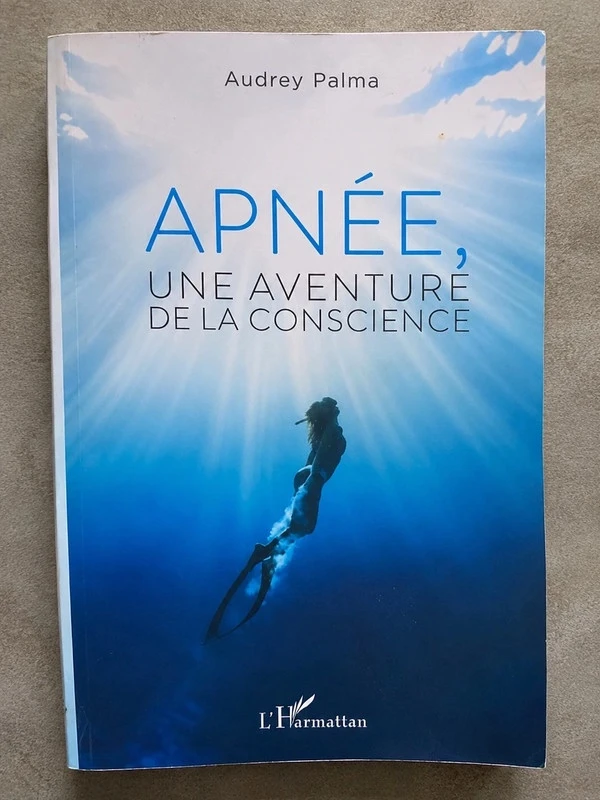 Audrey Palma
APNÉE,
UNE AVENTURE
DE LA CONSCIENCE
L'Harmattan